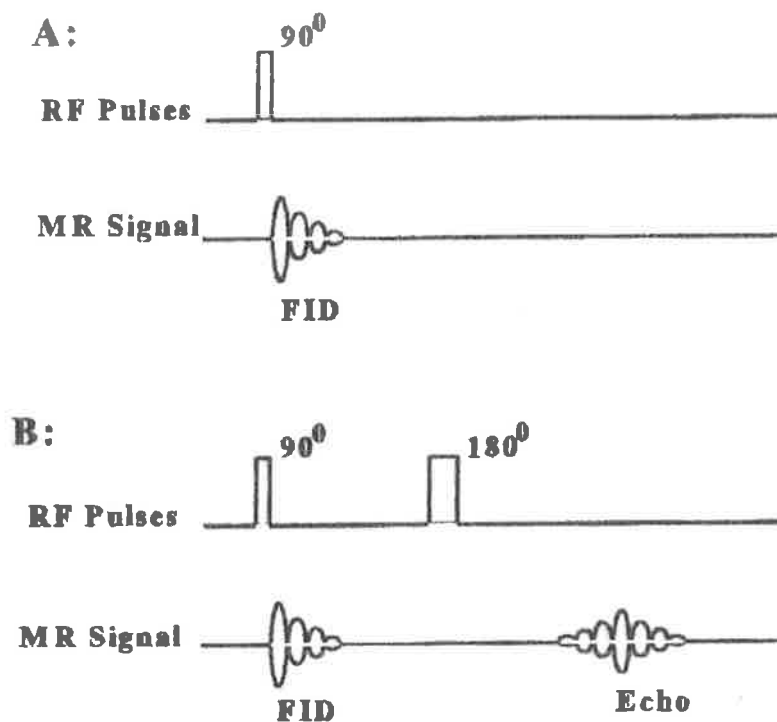 A:
90⁰
RF Pulses
MR Signal
FID
B:
90⁰
180⁰
RF Pulses
MR Signal
FID
Echo